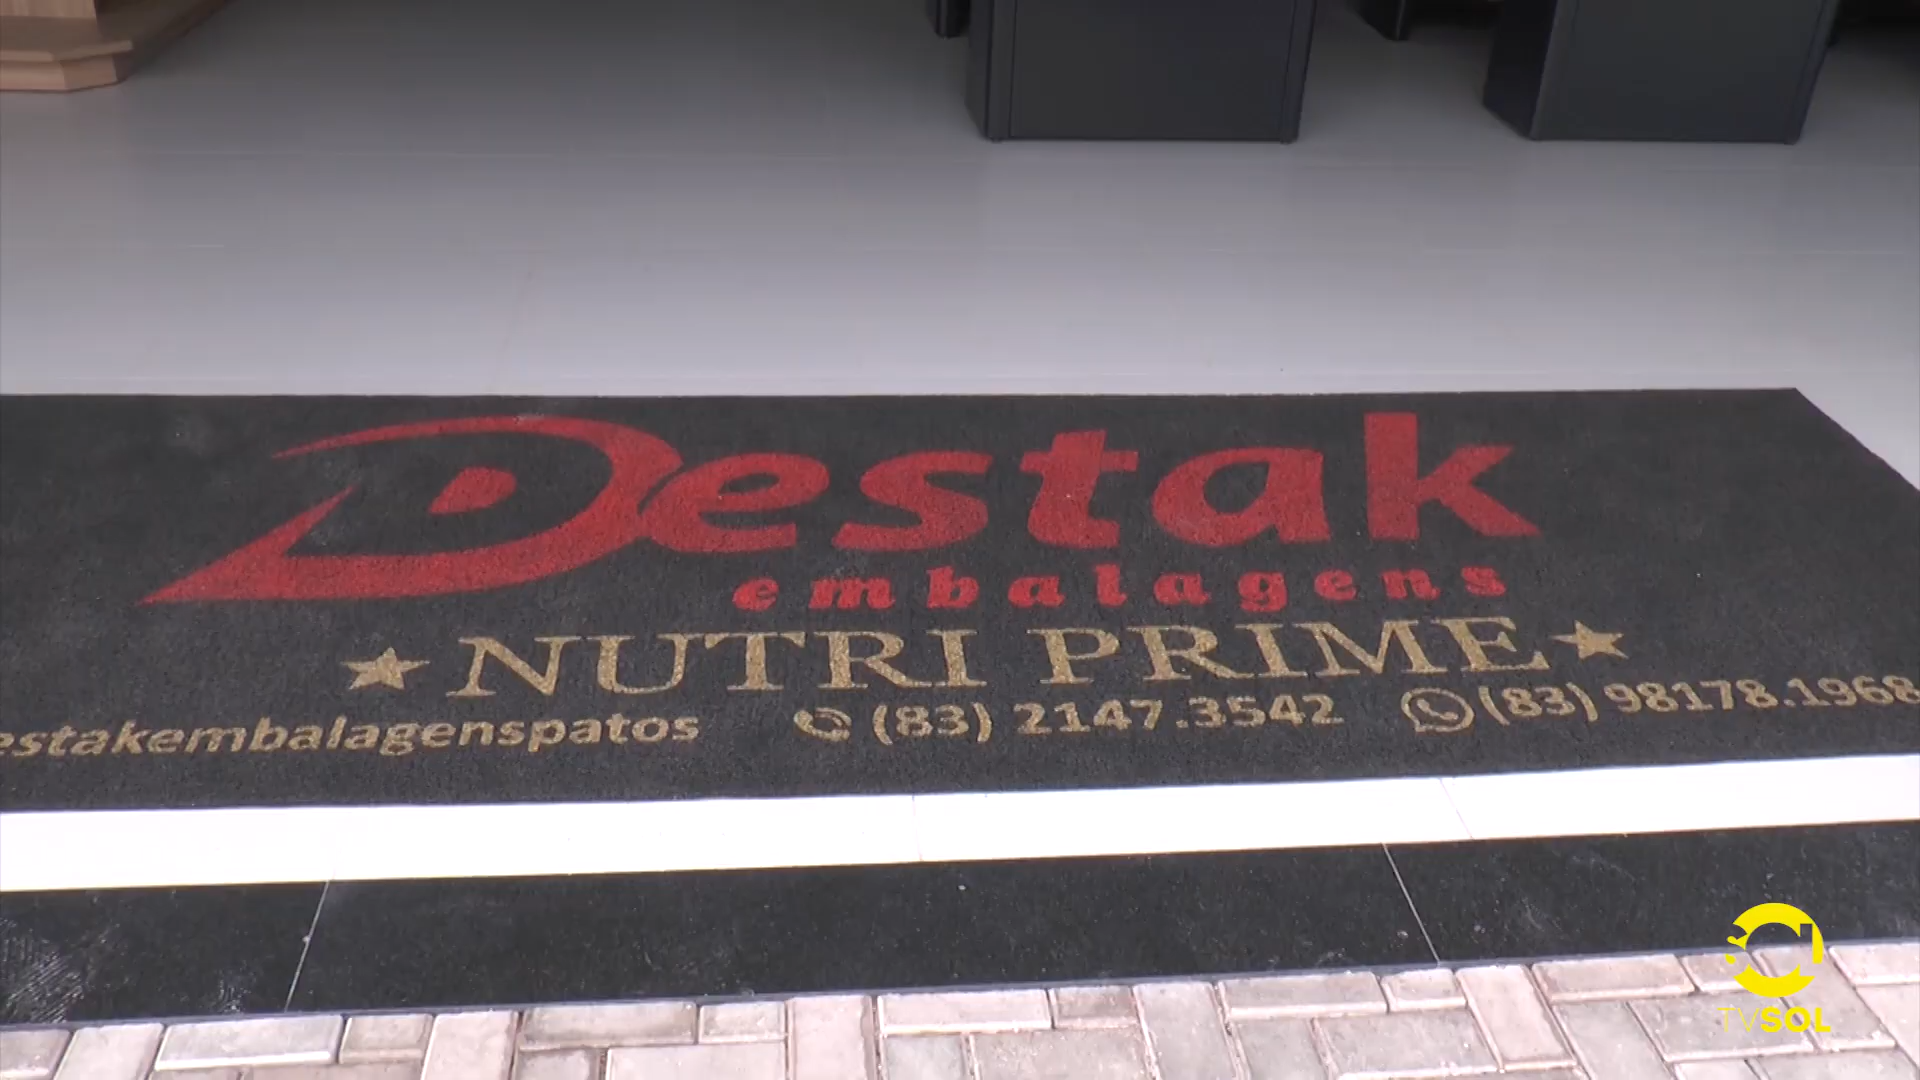 Destak
embalagens
NUTRI PRIME
estakembalagenspatos (83) 2147.3542 (83) 98178.1968
TVSOL